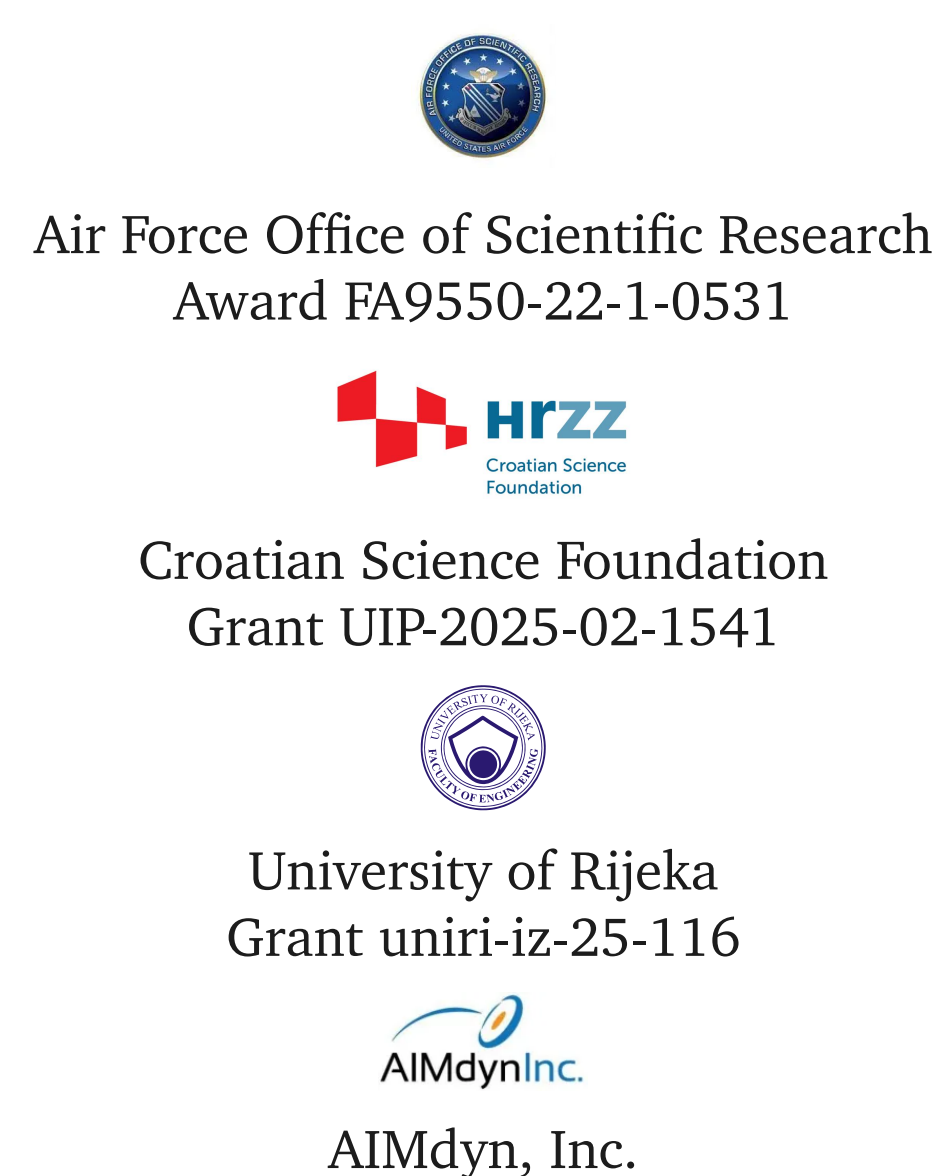 AIR FORCE OFFICE OF SCIENTIFIC RESEARCH
UNITED STATES AIR FORCE
Air Force Office of Scientific Research
Award FA9550-22-1-0531
HrZZ
Croatian Science
Foundation
Croatian Science Foundation
Grant UIP-2025-02-1541
UNIVERSITY OF RIJEKA
FACULTY OF ENGINEERING
University of Rijeka
Grant uniri-iz-25-116
AIMdynInc.
AIMdyn, Inc.